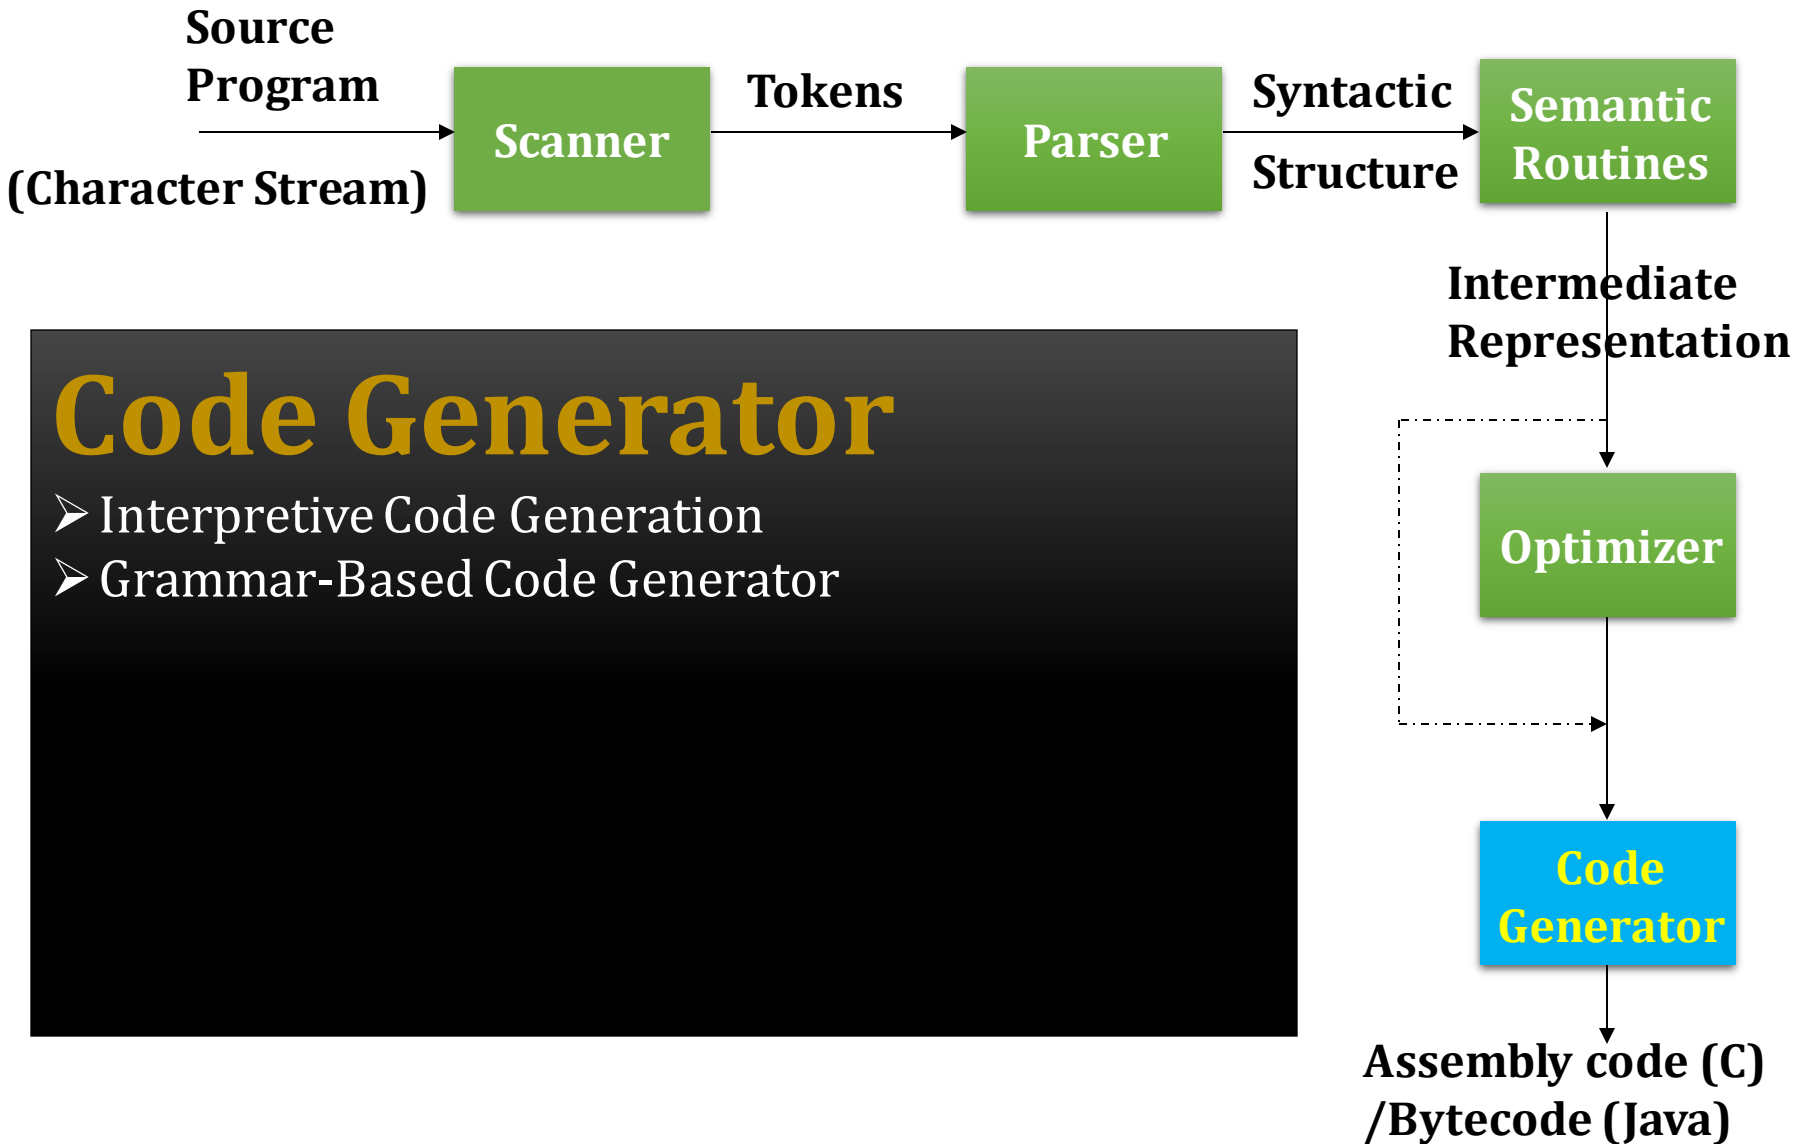 Source
Program
(Character Stream)
Scanner
Tokens
Parser
Syntactic
Structure
Semantic
Routines
Intermediate
Representation
Code Generator
➢ Interpretive Code Generation
➢ Grammar-Based Code Generator
Optimizer
Code
Generator
Assembly code (C)
/Bytecode (Java)